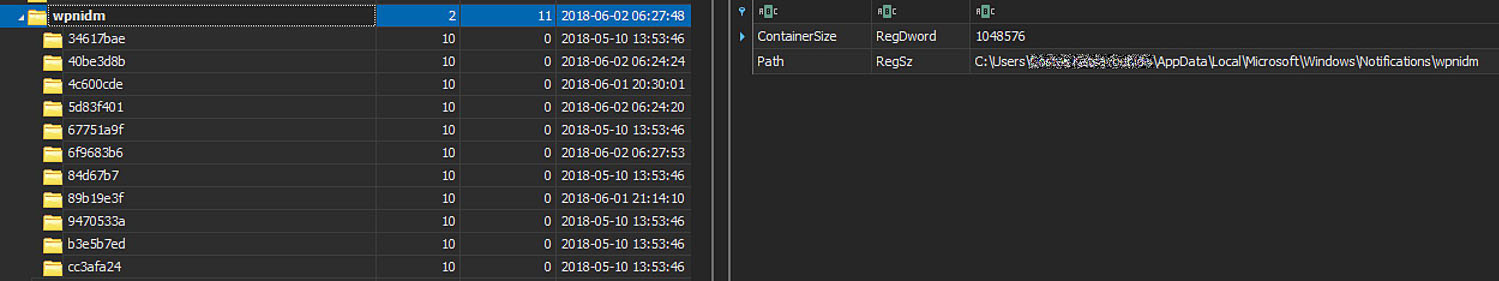 wpnidm 2 11 2018-06-02 06:27:48
34617bae 10 0 2018-05-10 13:53:46
40be3d8b 10 0 2018-06-02 06:24:24
4c600cde 10 0 2018-06-01 20:30:01
5d83f401 10 0 2018-06-02 06:24:20
67751a9f 10 0 2018-05-10 13:53:46
6f9683b6 10 0 2018-06-02 06:27:53
84d67b7 10 0 2018-05-10 13:53:46
89b19e3f 10 0 2018-06-01 21:14:10
9470533a 10 0 2018-05-10 13:53:46
b3e5b7ed 10 0 2018-05-10 13:53:46
cc3afa24 10 0 2018-05-10 13:53:46
ABC ABC ABC
ContainerSize RegDword 1048576
Path RegSz C:\Users\ \AppData\Local\Microsoft\Windows\Notifications\wpnidm